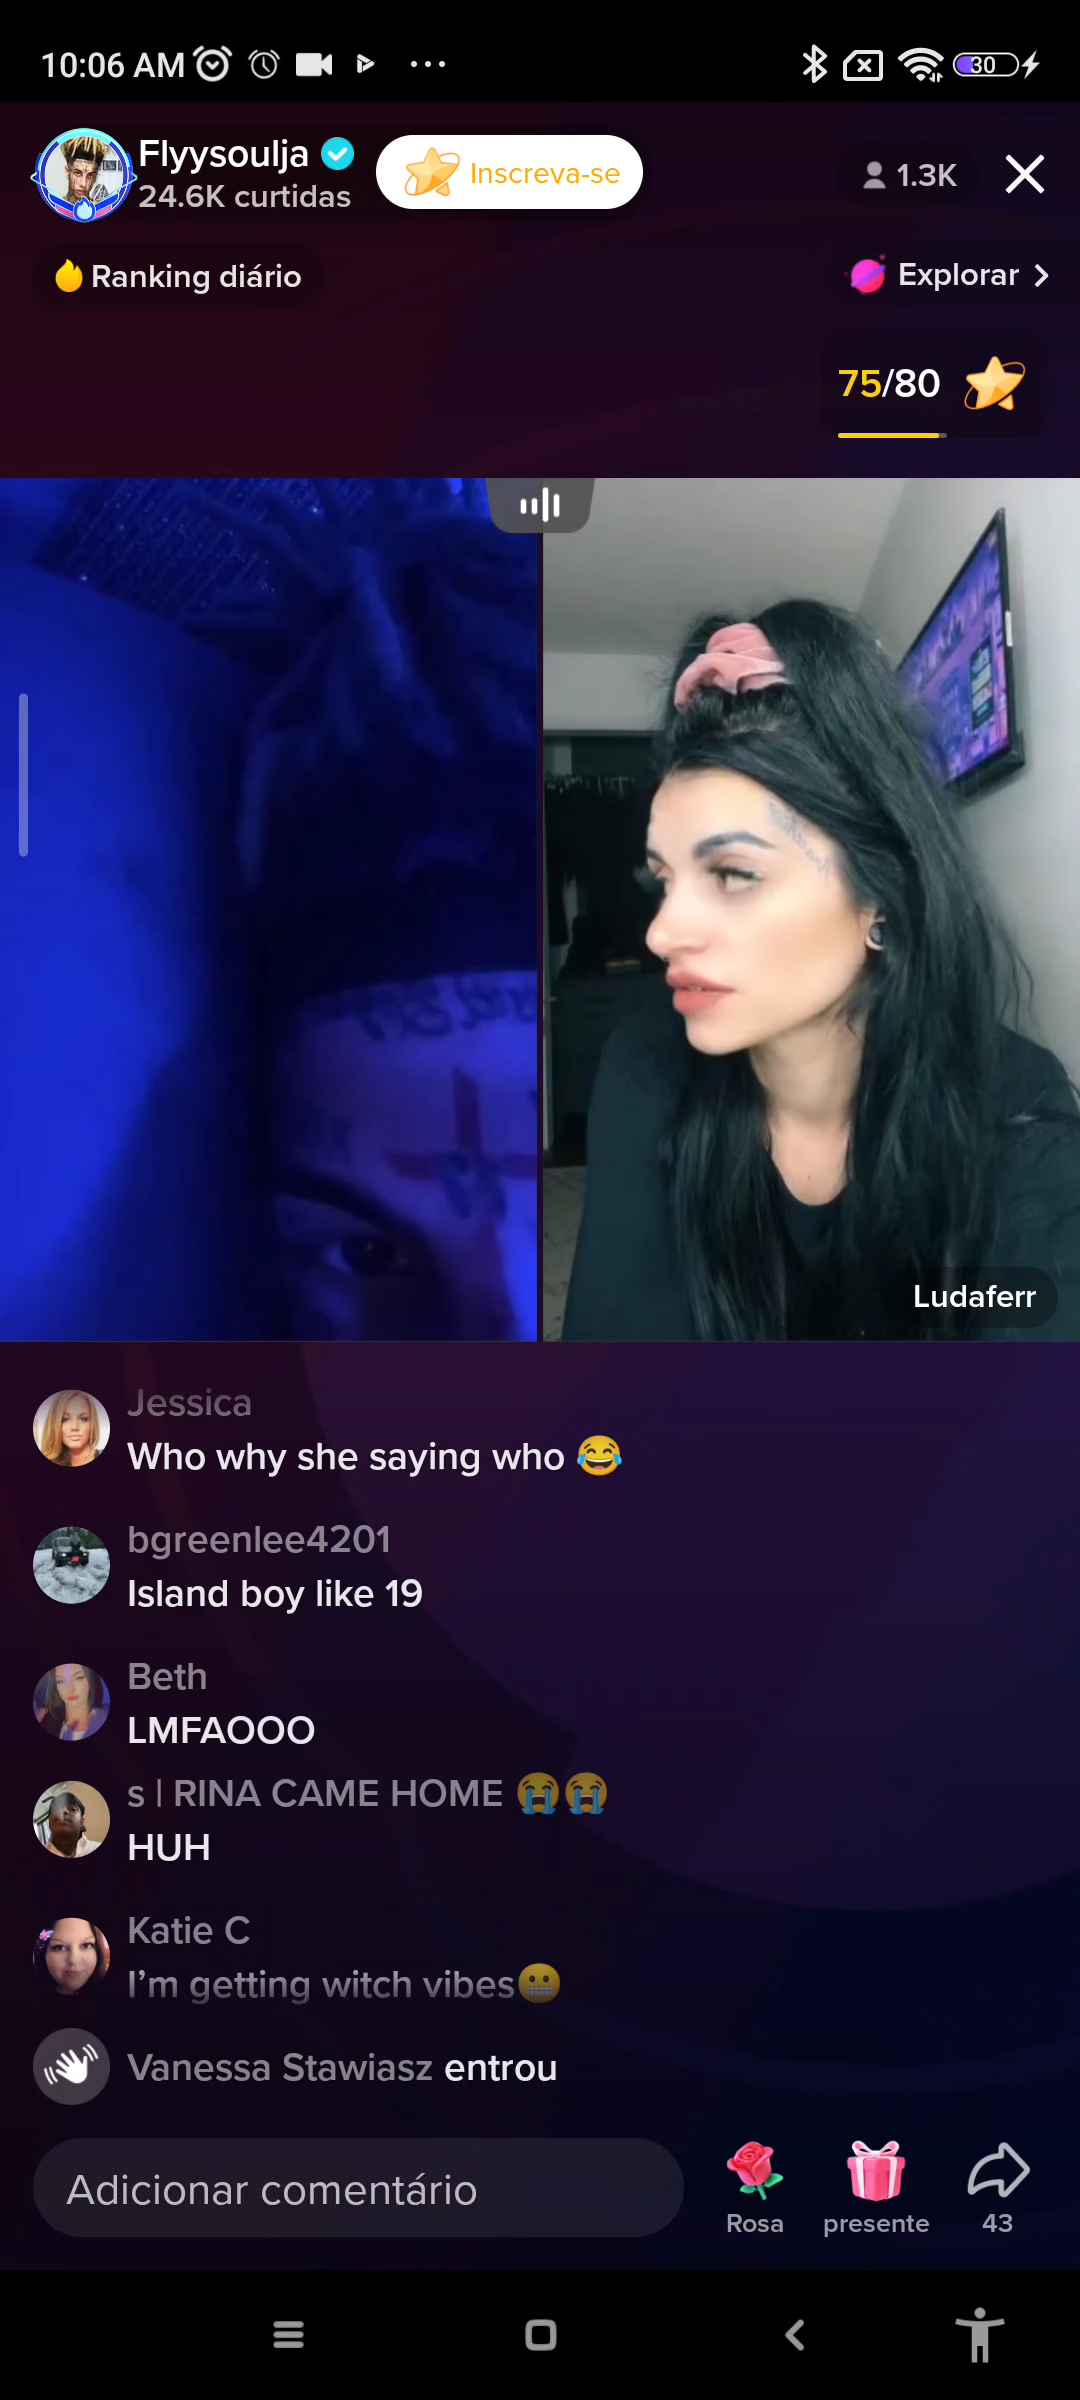 10:06 AM
30
Flyysoulja
24.6K curtidas
Inscreva-se
1.3K
Ranking diário
Explorar
75/80
Ludaferr
Jessica
Who why she saying who 😂
bgreenlee4201
Island boy like 19
Beth
LMFAOOO
s | RINA CAME HOME 😭😭
HUH
Katie C
I'm getting witch vibes😬
Vanessa Stawiasz entrou
Adicionar comentário
Rosa
presente
43